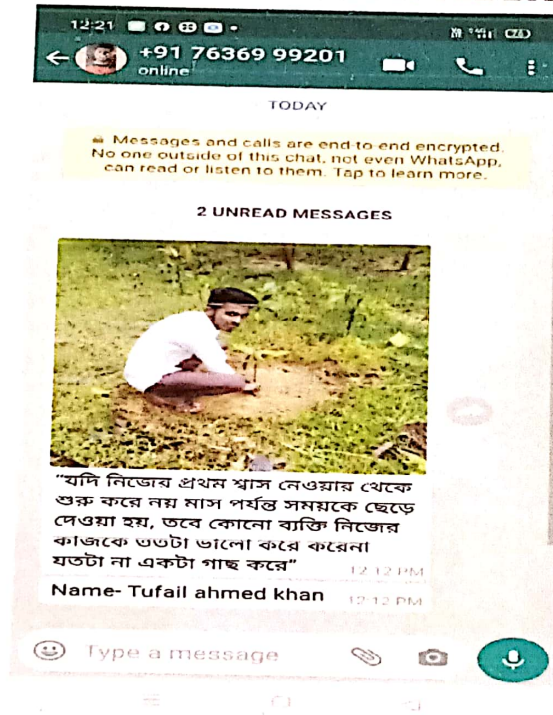 12:21
+91 76369 99201
online
TODAY
Messages and calls are end-to-end encrypted.
No one outside of this chat, not even WhatsApp,
can read or listen to them. Tap to learn more.
2 UNREAD MESSAGES
"যদি নিজের প্রথম শ্বাস নেওয়ার থেকে
শুরু করে নয় মাস পর্যন্ত সময়কে ছেড়ে
দেওয়া হয়, তবে কোনো ব্যক্তি নিজের
কাজকে ততটা ভালো করে করেনা
যতটা না একটা গাছ করে"
12:12 PM
Name- Tufail ahmed khan
12:12 PM
Type a message